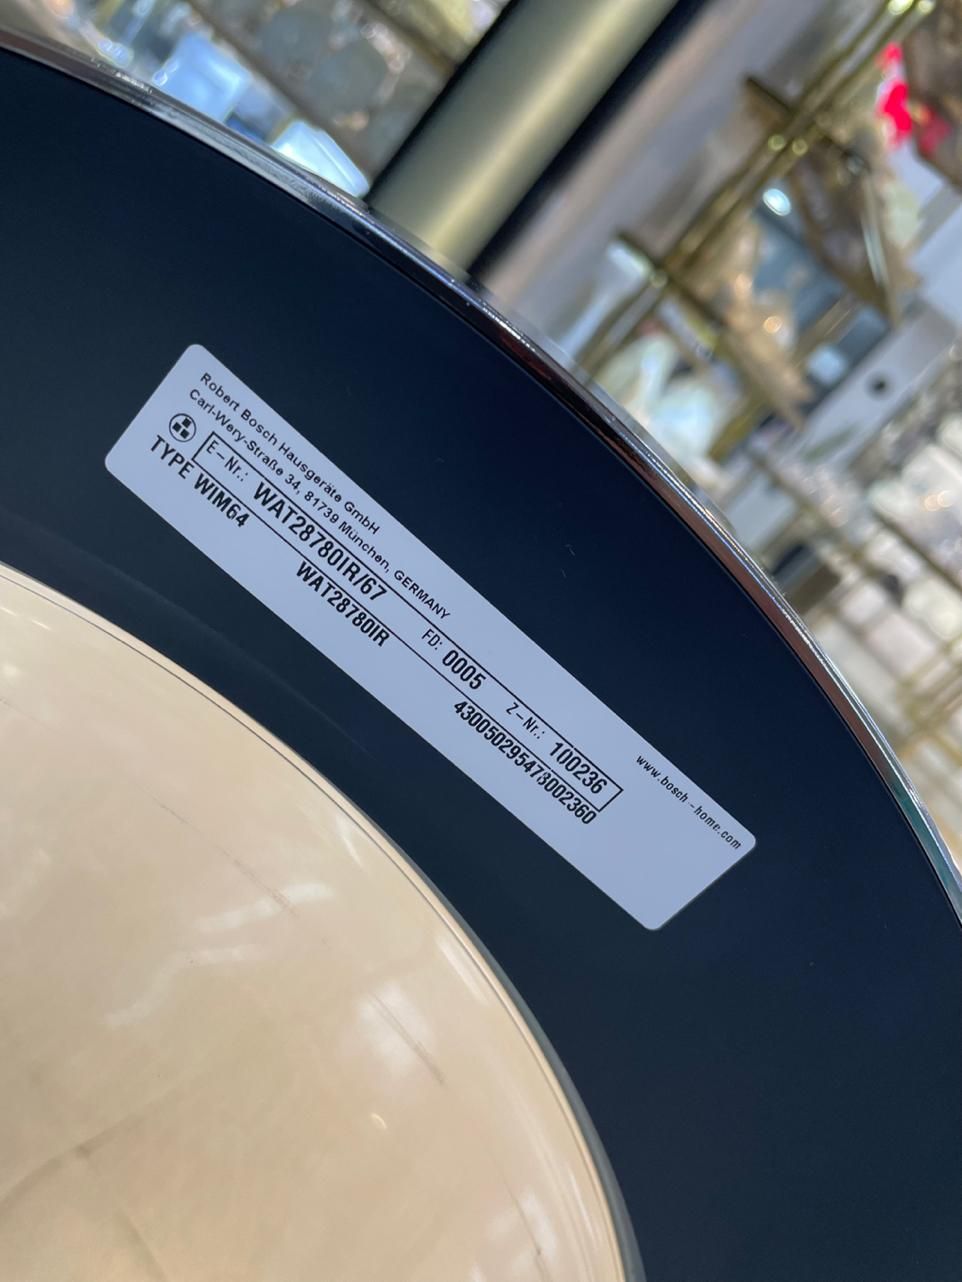 Robert Bosch Hausgeräte GmbH
Carl-Wery-Straße 34, 81739 München, GERMANY
www.bosch-home.com
E-Nr.: WAT28780IR/67 FD: 0005 Z-Nr.: 100236
TYPE WIM64 WAT28780IR 430050295473002360